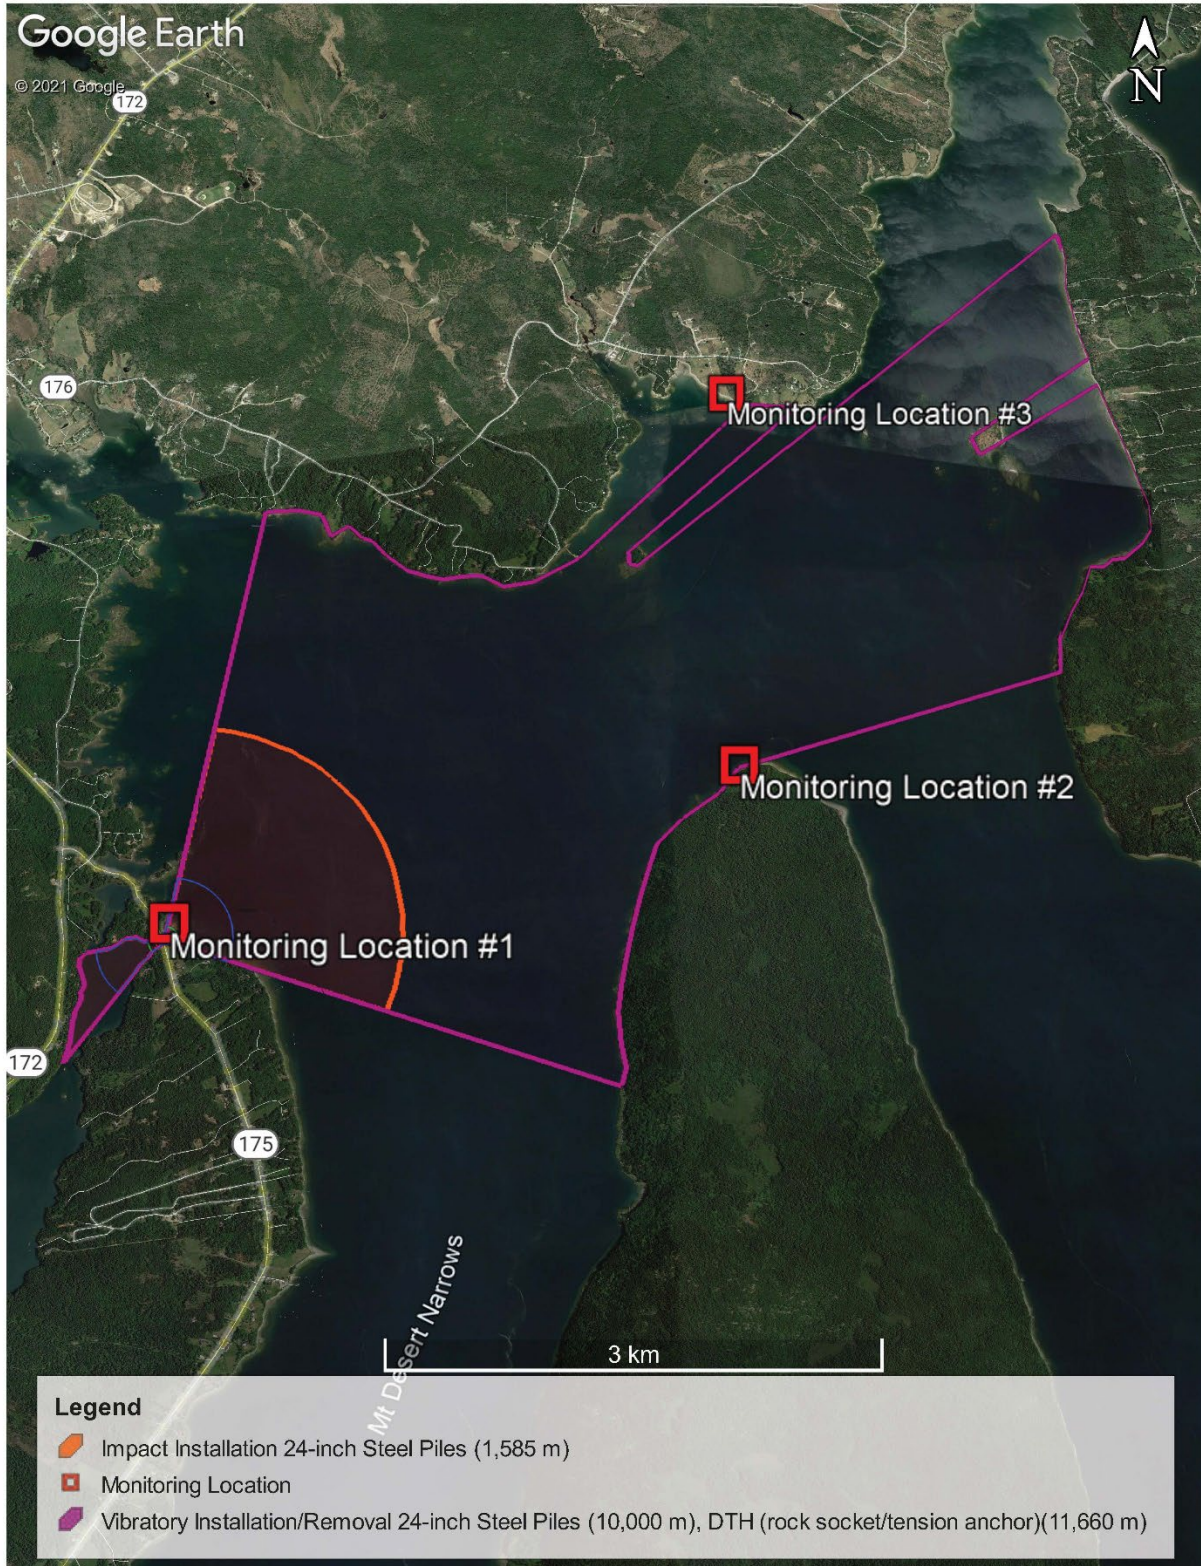 Google Earth
© 2021 Google
N
172
176
Monitoring Location #3
Monitoring Location #2
Monitoring Location #1
172
175
Mt Desert Narrows
3 km
Legend
Impact Installation 24-inch Steel Piles (1,585 m)
Monitoring Location
Vibratory Installation/Removal 24-inch Steel Piles (10,000 m), DTH (rock socket/tension anchor)(11,660 m)